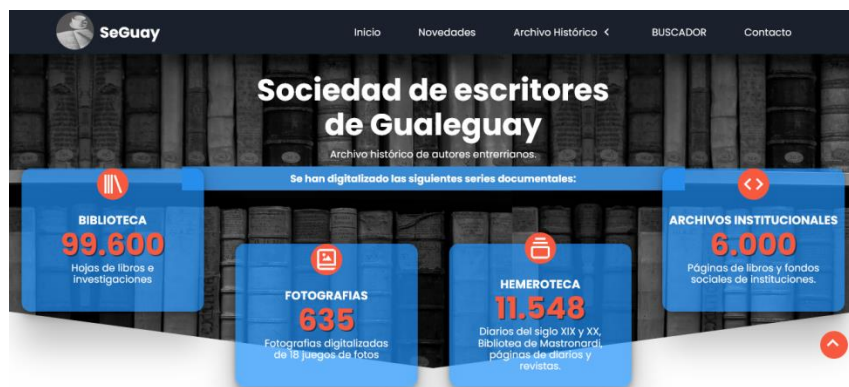 SeGuay
Inicio
Novedades
Archivo Histórico
BUSCADOR
Contacto
Sociedad de escritores
de Gualeguay
Archivo histórico de autores entrerrianos.
Se han digitalizado las siguientes series documentales:
BIBLIOTECA
99.600
Hojas de libros e
investigaciones
FOTOGRAFIAS
635
Fotografias digitalizadas
de 18 juegos de fotos
HEMEROTECA
11.548
Diarios del siglo XIX y XX,
Bibliotea de Mastronardi,
páginas de diarios y
revistas.
ARCHIVOS INSTITUCIONALES
6.000
Páginas de libros y fondos
sociales de instituciones.